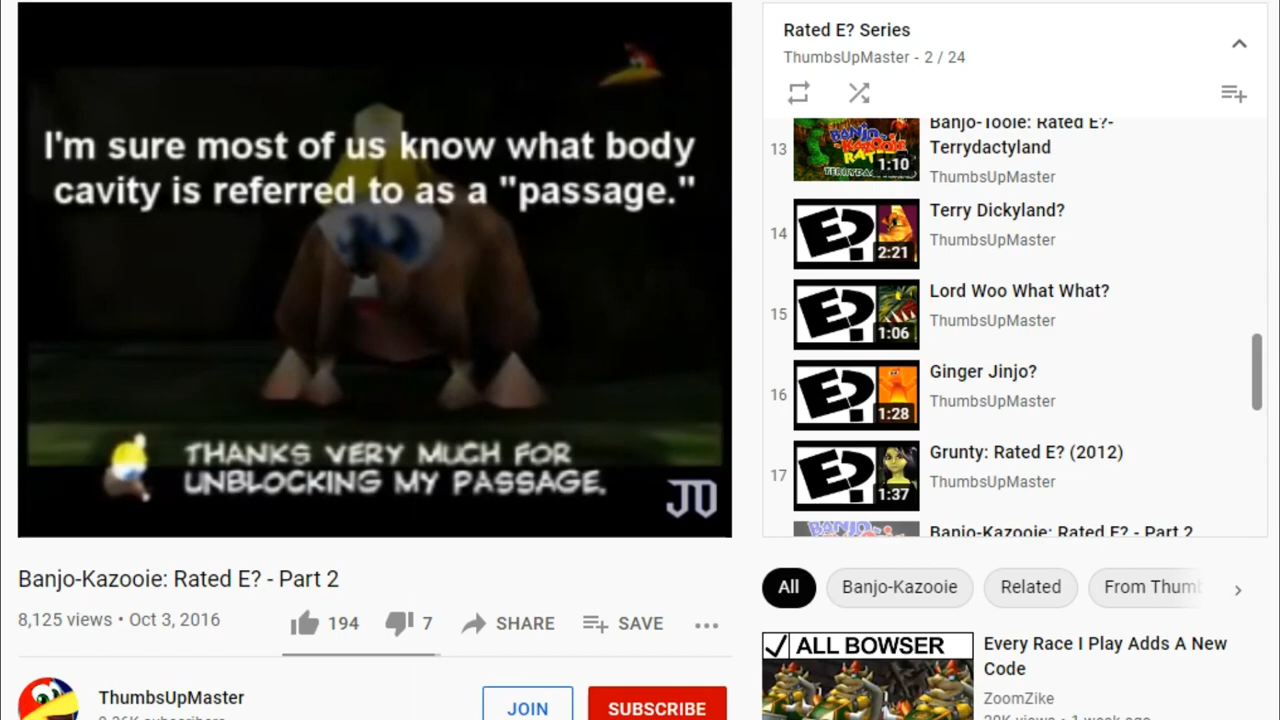 I'm sure most of us know what body
cavity is referred to as a "passage."
THANKS VERY MUCH FOR
UNBLOCKING MY PASSAGE.
JO
Banjo-Kazooie: Rated E? - Part 2
8,125 views • Oct 3, 2016
194
7
SHARE
SAVE
ThumbsUpMaster
JOIN
SUBSCRIBE
Rated E? Series
ThumbsUpMaster - 2 / 24
13
1:10
Banjo-Tooie: Rated E?-
Terrydactyland
ThumbsUpMaster
14
E?
2:21
Terry Dickyland?
ThumbsUpMaster
15
E?
1:06
Lord Woo What What?
ThumbsUpMaster
16
E?
1:28
Ginger Jinjo?
ThumbsUpMaster
17
E?
1:37
Grunty: Rated E? (2012)
ThumbsUpMaster
Banjo-Kazooie: Rated E? - Part 2
All
Banjo-Kazooie
Related
From Thumb
ALL BOWSER
Every Race I Play Adds A New
Code
ZoomZike